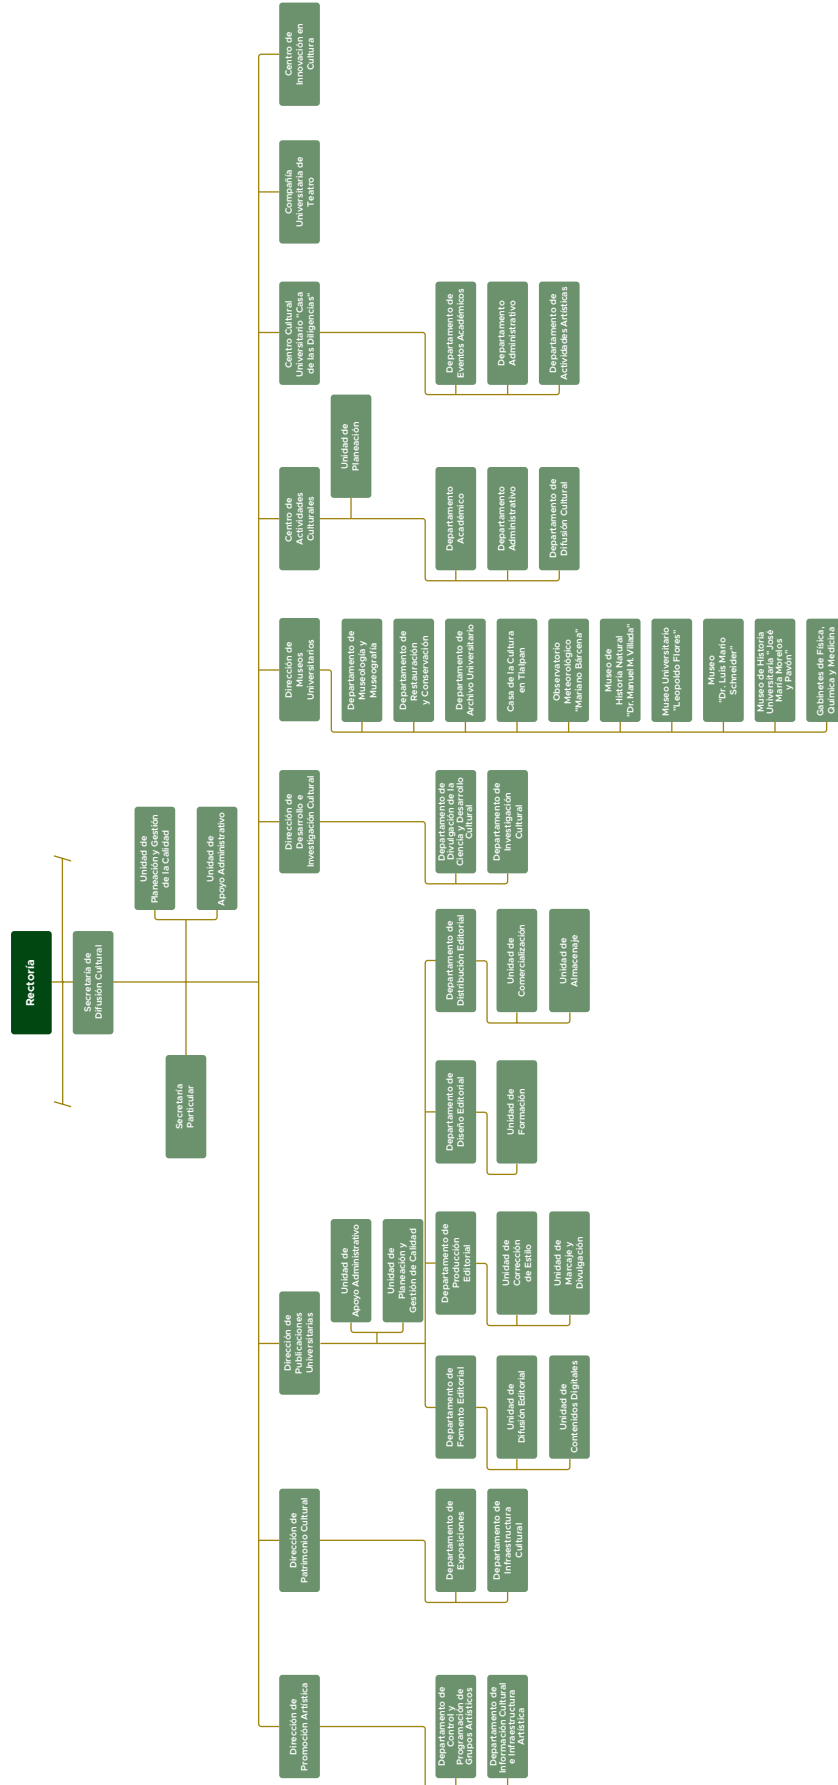 Rectoría
Secretaría de
Difusión Cultural
Secretaría
Particular
Unidad de
Planeación y Gestión
de la Calidad
Unidad de
Apoyo Administrativo
Dirección de
Promoción Artística
Departamento de
Control y
Programación de
Grupos Artísticos
Departamento de
Información Cultural
e Infraestructura
Artística
Dirección de
Patrimonio Cultural
Departamento de
Exposiciones
Departamento de
Infraestructura
Cultural
Dirección de
Publicaciones
Universitarias
Unidad de
Apoyo Administrativo
Unidad de
Planeación y
Gestión de Calidad
Departamento de
Fomento Editorial
Unidad de
Difusión Editorial
Unidad de
Contenidos Digitales
Departamento de
Producción
Editorial
Unidad de
Corrección
de Estilo
Unidad de
Marcaje y
Divulgación
Departamento de
Diseño Editorial
Unidad de
Formación
Departamento de
Distribución Editorial
Unidad de
Comercialización
Unidad de
Almacenaje
Dirección de
Desarrollo e
Investigación Cultural
Departamento de
Divulgación de la
Ciencia y Desarrollo
Cultural
Departamento de
Investigación
Cultural
Dirección de
Museos
Universitarios
Departamento de
Museología y
Museografía
Departamento de
Restauración
y Conservación
Departamento de
Archivo Universitario
Casa de la Cultura
en Tlalpan
Observatorio
Meteorológico
"Mariano Bárcena"
Museo de
Historia Natural
"Dr. Manuel M. Villada"
Museo Universitario
"Leopoldo Flores"
Museo
"Dr. Luis Mario
Schneider"
Museo de Historia
Universitaria "José
María Morelos
y Pavón"
Gabinetes de Física,
Química y Medicina
Centro de
Actividades
Culturales
Unidad de
Planeación
Departamento
Académico
Departamento
Administrativo
Departamento de
Difusión Cultural
Centro Cultural
Universitario "Casa
de las Diligencias"
Departamento de
Eventos Académicos
Departamento
Administrativo
Departamento de
Actividades Artísticas
Compañía
Universitaria de
Teatro
Centro de
Innovación en
Cultura